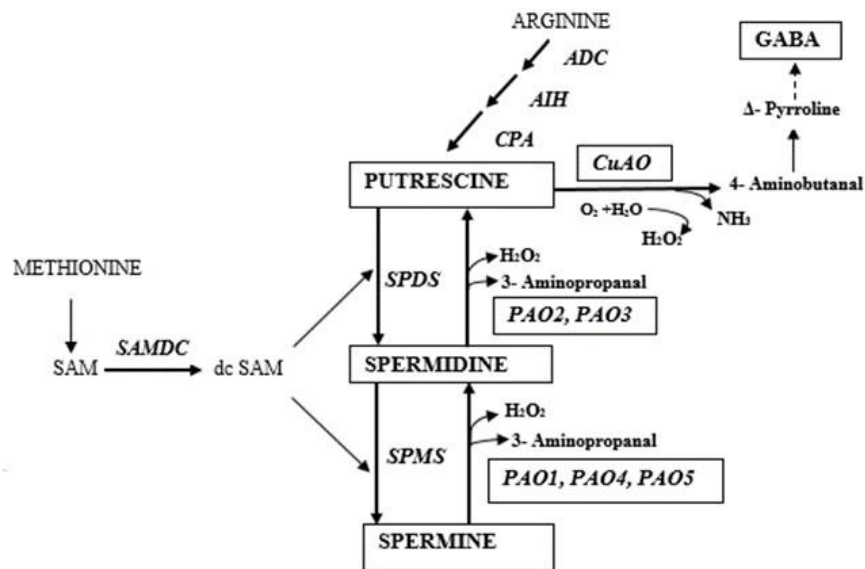 ARGININE
ADC
AIH
CPA
GABA
Δ- Pyrroline
CuAO
PUTRESCINE
4- Aminobutanal
O₂ +H₂O
NH₃
H₂O₂
METHIONINE
SPDS
H₂O₂
3- Aminopropanal
PAO2, PAO3
SAM
SAMDC
dc SAM
SPERMIDINE
SPMS
H₂O₂
3- Aminopropanal
PAO1, PAO4, PAO5
SPERMINE